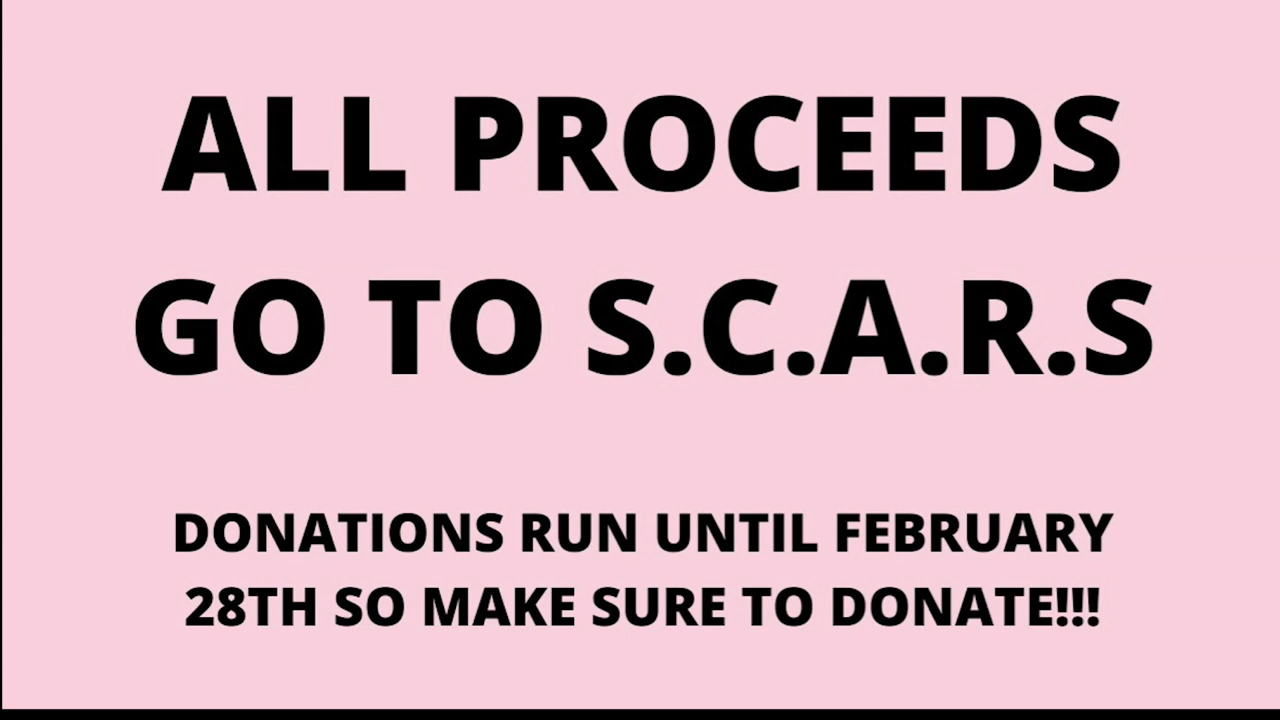 ALL PROCEEDS
GO TO S.C.A.R.S
DONATIONS RUN UNTIL FEBRUARY
28TH SO MAKE SURE TO DONATE!!!